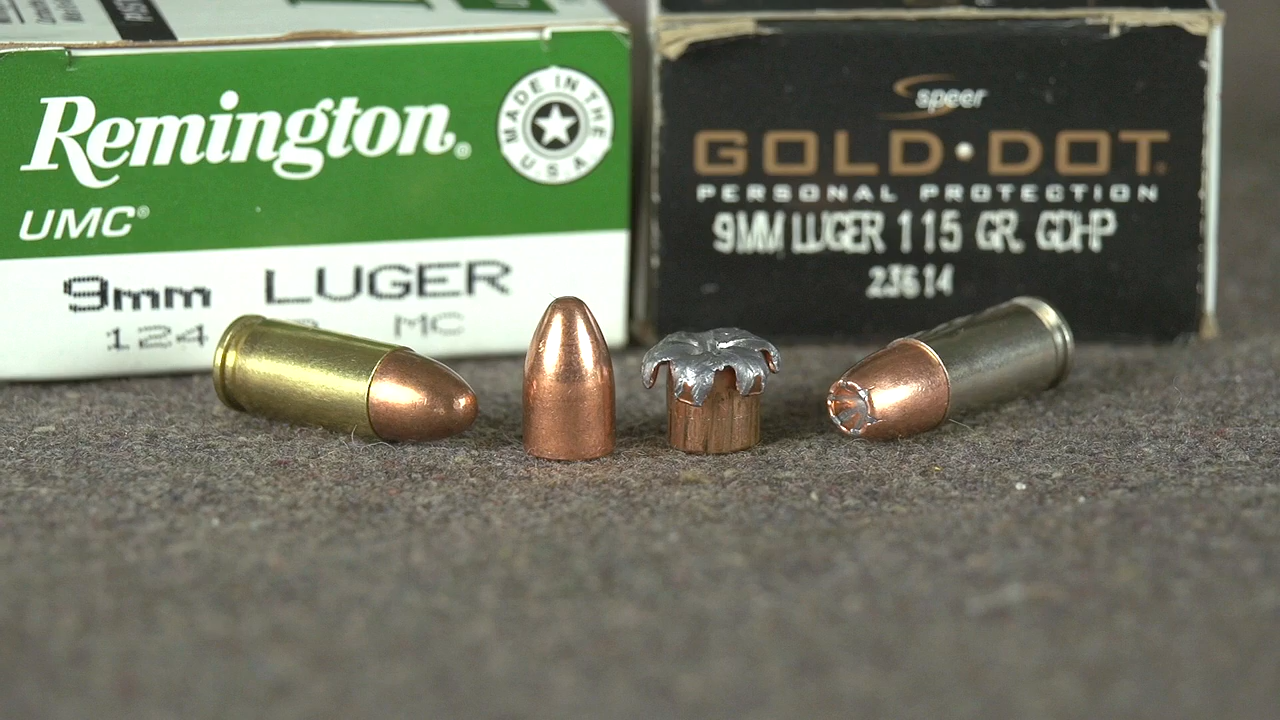 Remington®
MADE IN THE U.S.A.
UMC®
9mm LUGER
124 MC
speer
GOLD•DOT®
PERSONAL PROTECTION
9MM LUGER 115 GR. GDHP
23614